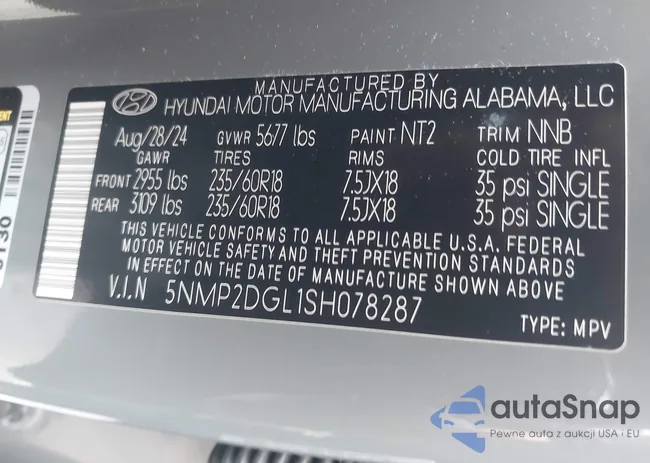 MANUFACTURED BY
HYUNDAI MOTOR MANUFACTURING ALABAMA, LLC
Aug/28/24 GVWR 5677 lbs PAINT NT2 TRIM NNB
GAWR TIRES RIMS COLD TIRE INFL
FRONT 2955 lbs 235/60R18 7.5JX18 35 psi SINGLE
REAR 3109 lbs 235/60R18 7.5JX18 35 psi SINGLE
THIS VEHICLE CONFORMS TO ALL APPLICABLE U.S.A. FEDERAL
MOTOR VEHICLE SAFETY AND THEFT PREVENTION STANDARDS
IN EFFECT ON THE DATE OF MANUFACTURE SHOWN ABOVE
V.I.N 5NMP2DGL1SH078287
TYPE: MPV
autaSnap
Pewne auta z aukcji USA · EU